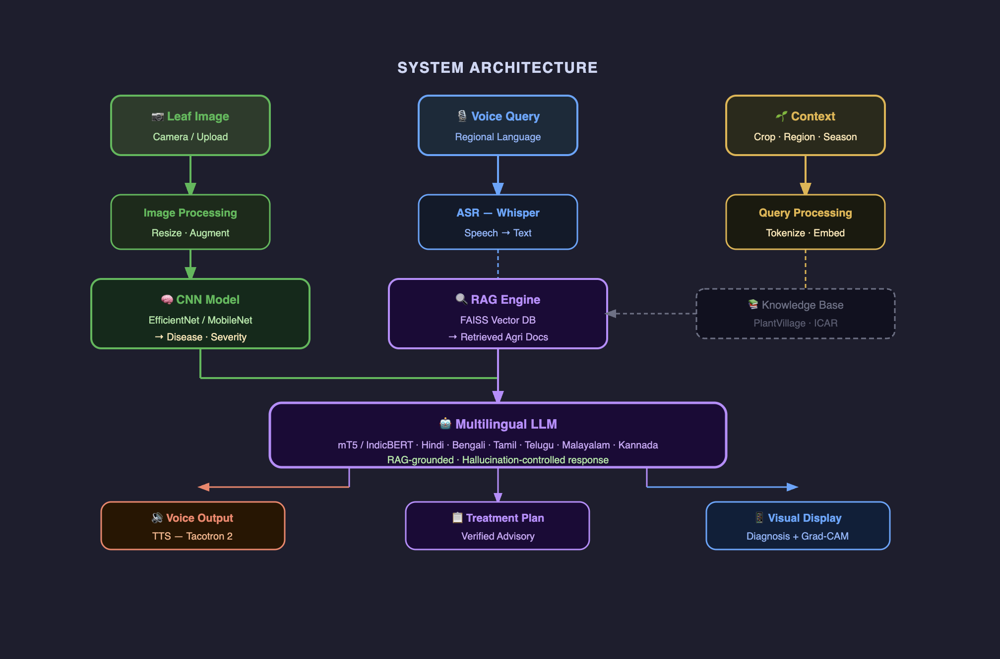 SYSTEM ARCHITECTURE
Leaf Image
Camera / Upload
Voice Query
Regional Language
Context
Crop · Region · Season
Image Processing
Resize · Augment
ASR — Whisper
Speech → Text
Query Processing
Tokenize · Embed
CNN Model
EfficientNet / MobileNet
→ Disease · Severity
RAG Engine
FAISS Vector DB
→ Retrieved Agri Docs
Knowledge Base
PlantVillage · ICAR
Multilingual LLM
mT5 / IndicBERT · Hindi · Bengali · Tamil · Telugu · Malayalam · Kannada
RAG-grounded · Hallucination-controlled response
Voice Output
TTS — Tacotron 2
Treatment Plan
Verified Advisory
Visual Display
Diagnosis + Grad-CAM